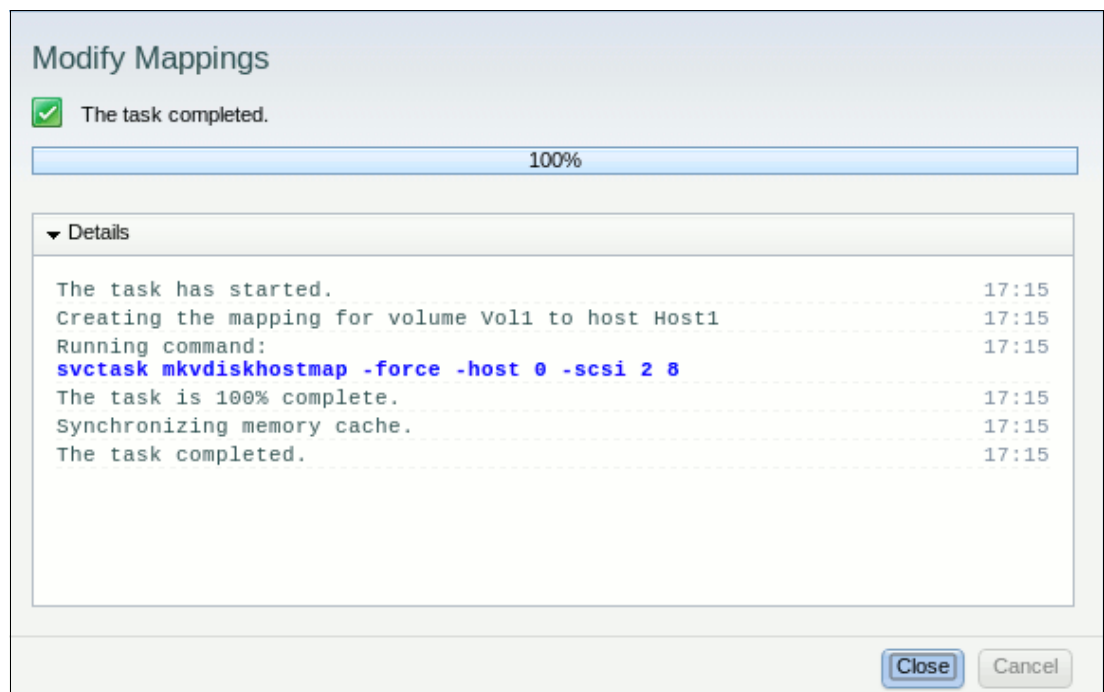 Modify Mappings
The task completed.
100%
Details
The task has started. 17:15
Creating the mapping for volume Vol1 to host Host1 17:15
Running command: 17:15
svctask mkvdiskhostmap -force -host 0 -scsi 2 8
The task is 100% complete. 17:15
Synchronizing memory cache. 17:15
The task completed. 17:15
Close Cancel